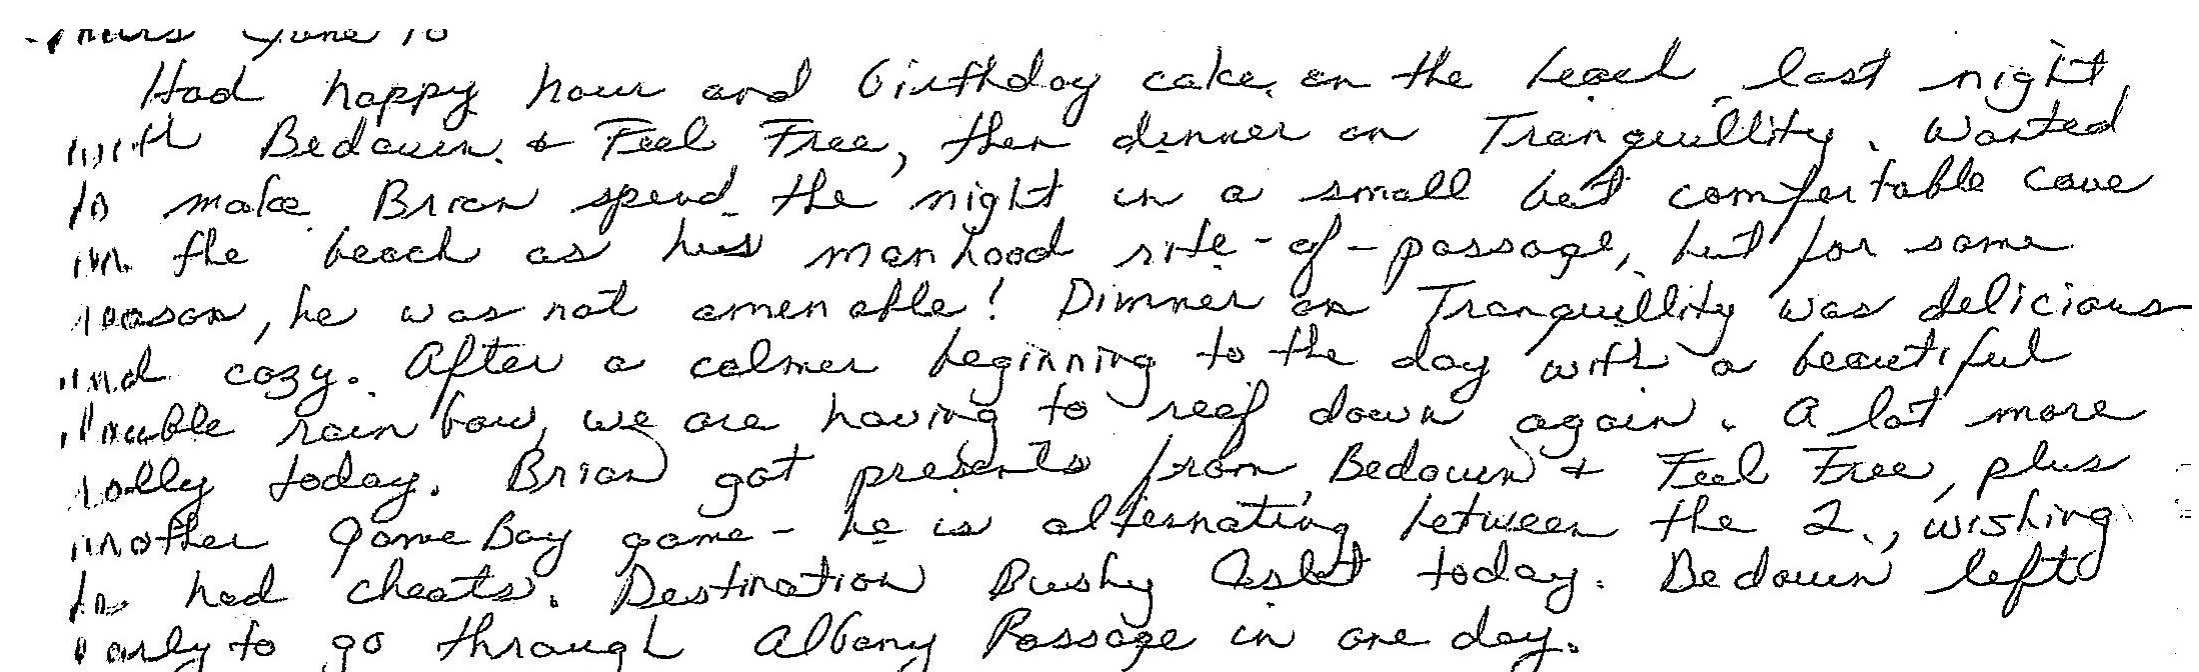 Thurs June 10
Had happy hour and birthday cake on the beach last night
with Bedouin & Feel Free, then dinner on Tranquillity. Wanted
to make Brian spend the night in a small but comfortable cave
on the beach as his manhood rite-of-passage, but for some
reason, he was not amenable! Dinner on Tranquillity was delicious
and cozy. After a calmer beginning to the day with a beautiful
double rainbow, we are having to reef down again. A lot more
rolly today. Brian got presents from Bedouin & Feel Free, plus
another GameBoy game - he is alternating between the 2, wishing
he had cheats. Destination Bushy Islet today. Bedouin left
early to go through Albany Passage in one day.